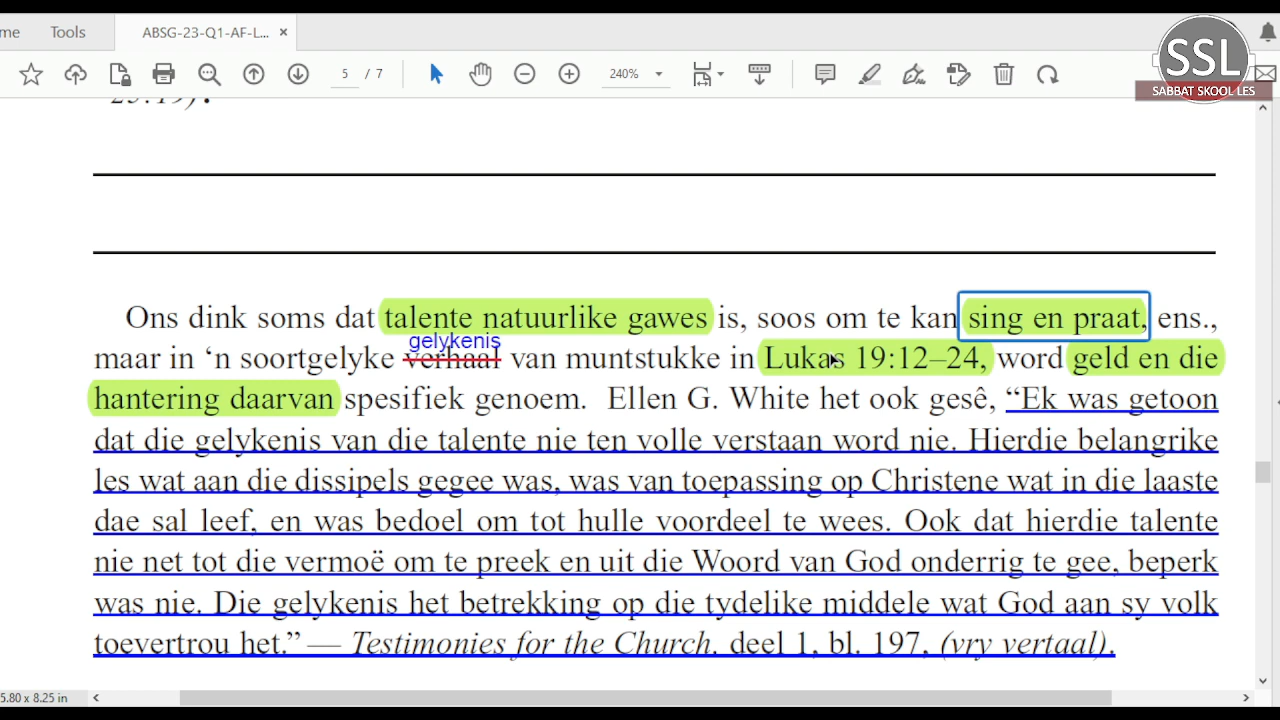 me Tools ABSG-23-Q1-AF-L... ×
SSL
SABBAT SKOOL LES
5 / 7 240%
25:19).
Ons dink soms dat talente natuurlike gawes is, soos om te kan sing en praat, ens.,
gelykenis
maar in ‘n soortgelyke verhaal van muntstukke in Lukas 19:12–24, word geld en die
hantering daarvan spesifiek genoem. Ellen G. White het ook gesê, “Ek was getoon
dat die gelykenis van die talente nie ten volle verstaan word nie. Hierdie belangrike
les wat aan die dissipels gegee was, was van toepassing op Christene wat in die laaste
dae sal leef, en was bedoel om tot hulle voordeel te wees. Ook dat hierdie talente
nie net tot die vermoë om te preek en uit die Woord van God onderrig te gee, beperk
was nie. Die gelykenis het betrekking op die tydelike middele wat God aan sy volk
toevertrou het.” — Testimonies for the Church, deel 1, bl. 197, (vry vertaal).
5.80 x 8.25 in